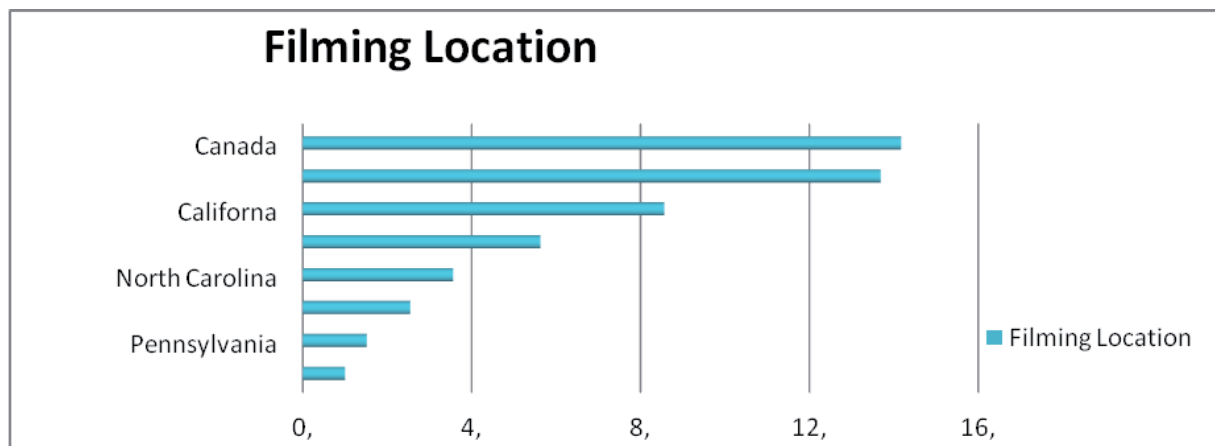 Filming Location
Canada
Californa
North Carolina
Pennsylvania
Filming Location
0, 4, 8, 12, 16,